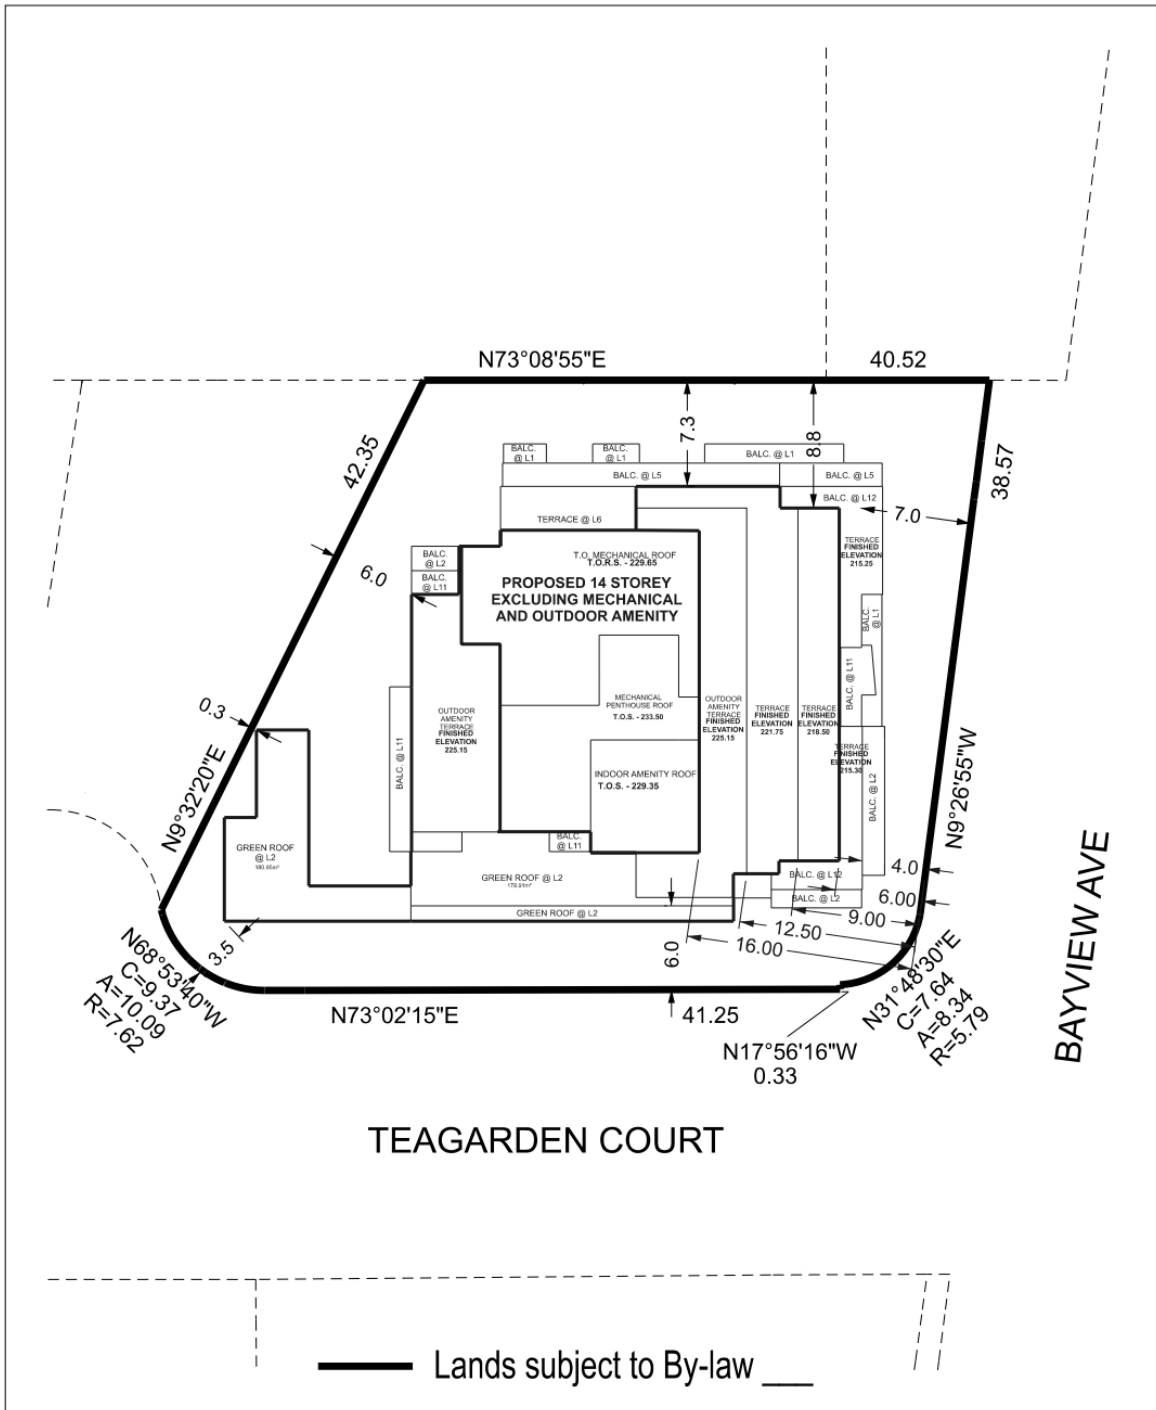 N73°08'55"E
40.52
42.35
7.3
8.8
38.57
BALC.
@ L1
BALC.
@ L1
BALC. @ L1
BALC. @ L5
BALC. @ L5
BALC. @ L12
7.0
TERRACE @ L6
TERRACE
FINISHED
ELEVATION
215.25
BALC.
@ L2
BALC.
@ L11
6.0
T.O. MECHANICAL ROOF
T.O.R.S. - 229.65
PROPOSED 14 STOREY
EXCLUDING MECHANICAL
AND OUTDOOR AMENITY
BALC.
@ L1
BALC. @ L11
MECHANICAL
PENTHOUSE ROOF
T.O.S. - 233.50
OUTDOOR
AMENITY
TERRACE
FINISHED
ELEVATION
225.15
OUTDOOR
AMENITY
TERRACE
FINISHED
ELEVATION
225.15
TERRACE
FINISHED
ELEVATION
221.75
TERRACE
FINISHED
ELEVATION
218.50
TERRACE
FINISHED
ELEVATION
215.30
0.3
BALC. @ L11
INDOOR AMENITY ROOF
T.O.S. - 229.35
BALC. @ L2
N9°32'20"E
N9°26'55"W
GREEN ROOF
@ L2
BALC.
@ L11
GREEN ROOF @ L2
BALC. @ L12
BALC. @ L2
GREEN ROOF @ L2
4.0
6.00
9.00
12.50
16.00
3.5
6.0
N68°53'40"W
C=9.37
A=10.09
R=7.62
N31°48'30"E
C=7.64
A=8.34
R=5.79
N73°02'15"E
41.25
N17°56'16"W
0.33
BAYVIEW AVE
TEAGARDEN COURT
Lands subject to By-law ___